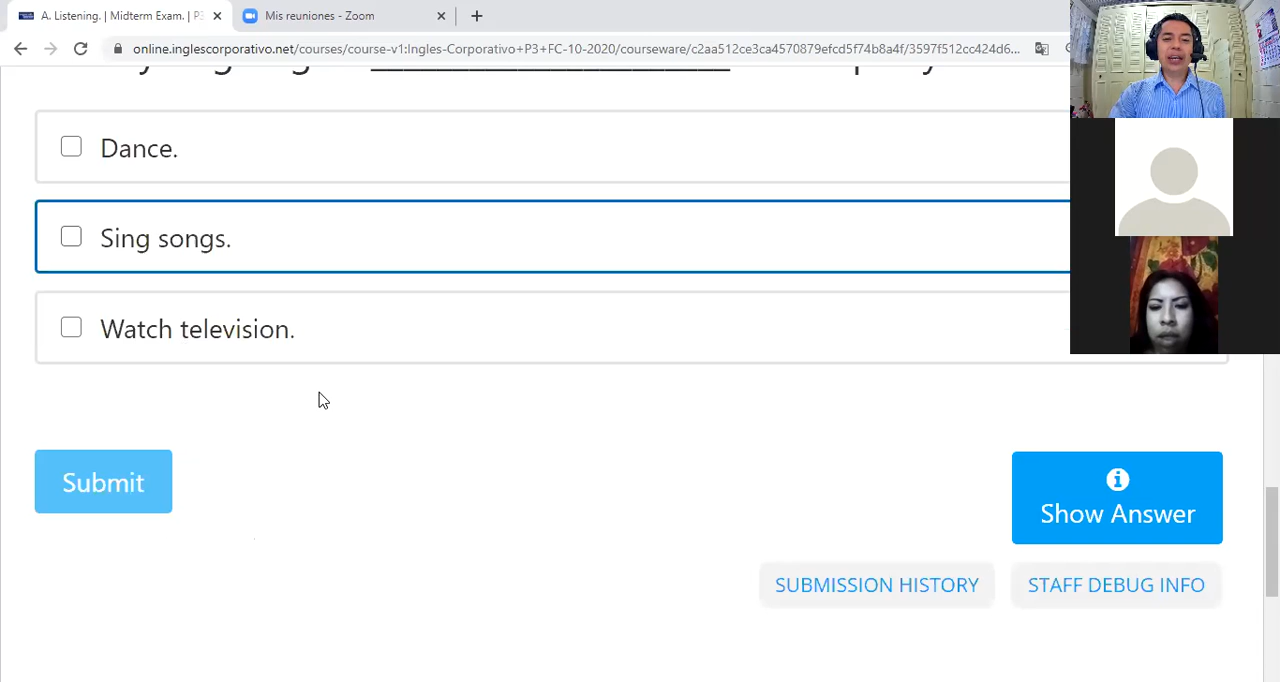 A. Listening. | Midterm Exam. | P3
Mis reuniones - Zoom
online.inglescorporativo.net/courses/course-v1:Ingles-Corporativo+P3+FC-10-2020/courseware/c2aa512ce3ca4570879efcd5f74b8a4f/3597f512cc424d6...
Dance.
Sing songs.
Watch television.
Submit
Show Answer
SUBMISSION HISTORY
STAFF DEBUG INFO